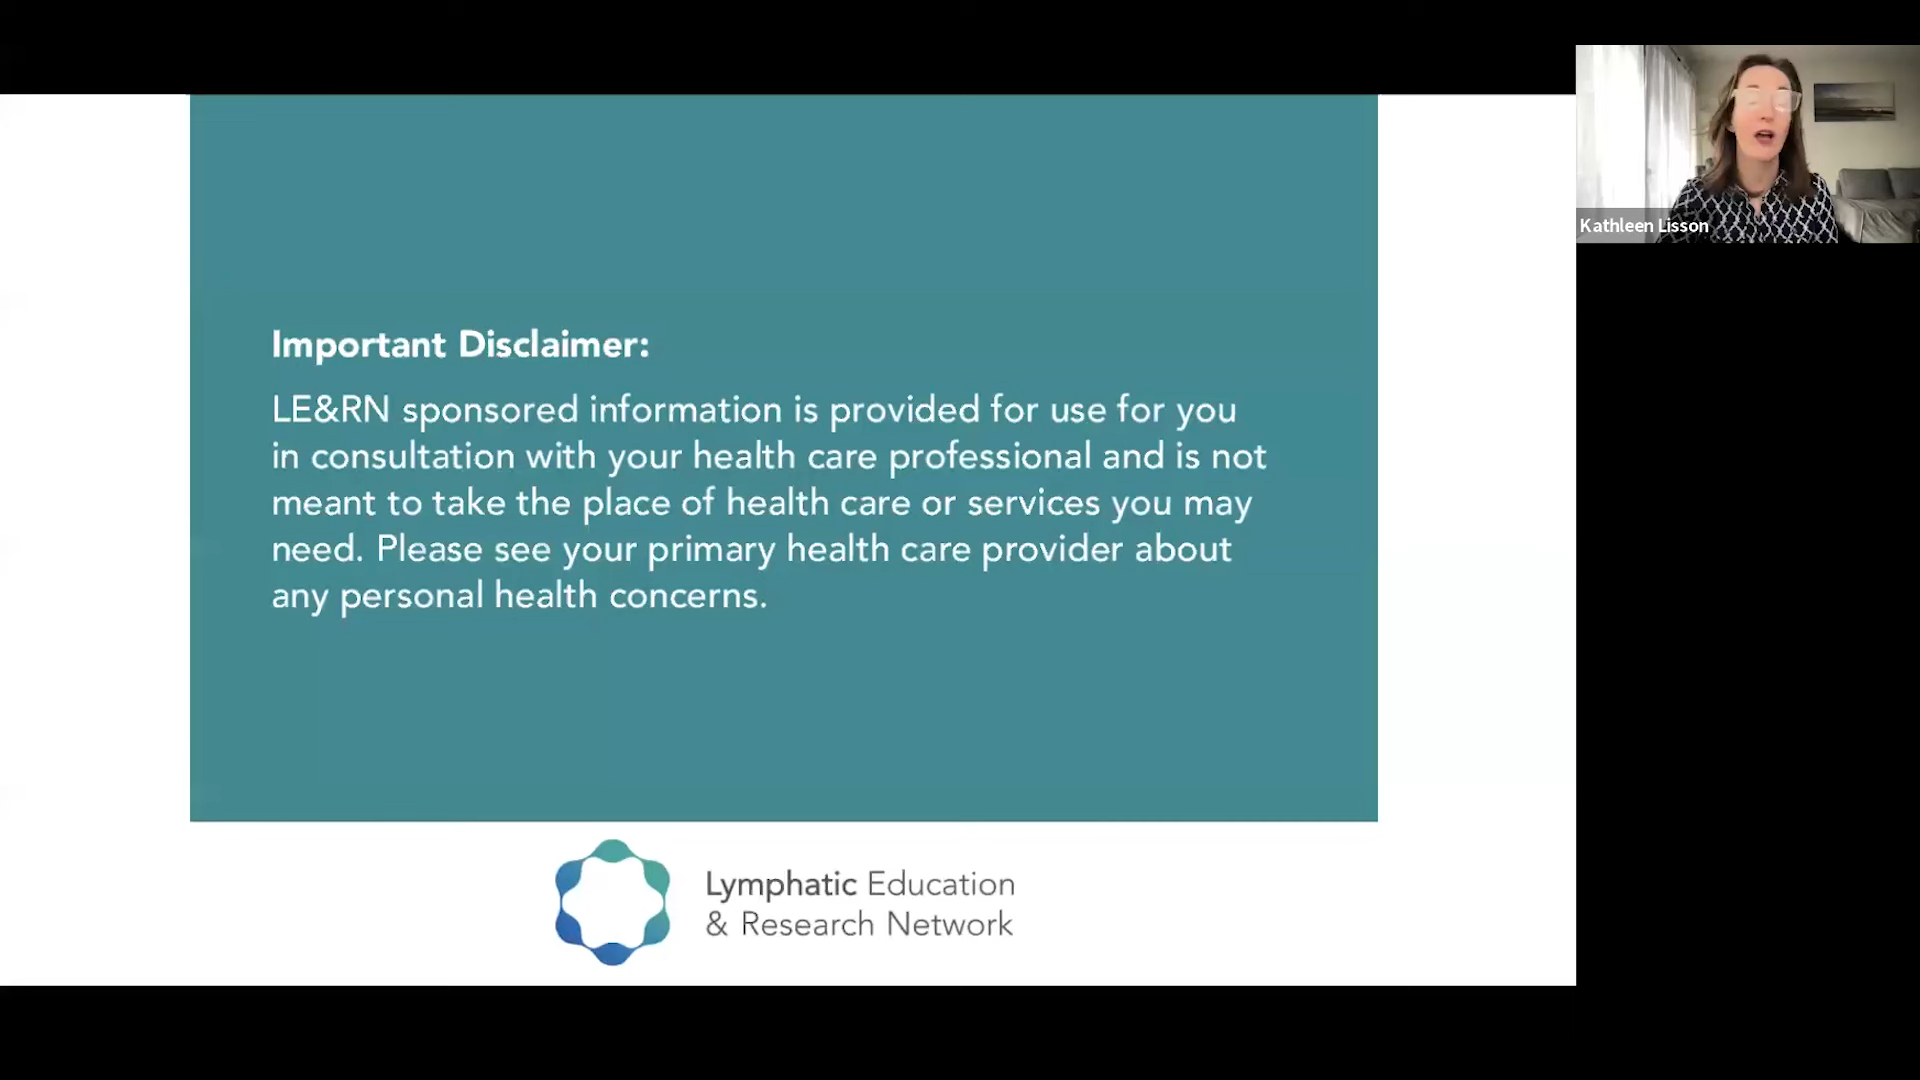 Important Disclaimer:
LE&RN sponsored information is provided for use for you
in consultation with your health care professional and is not
meant to take the place of health care or services you may
need. Please see your primary health care provider about
any personal health concerns.
Lymphatic Education
& Research Network
Kathleen Lisson